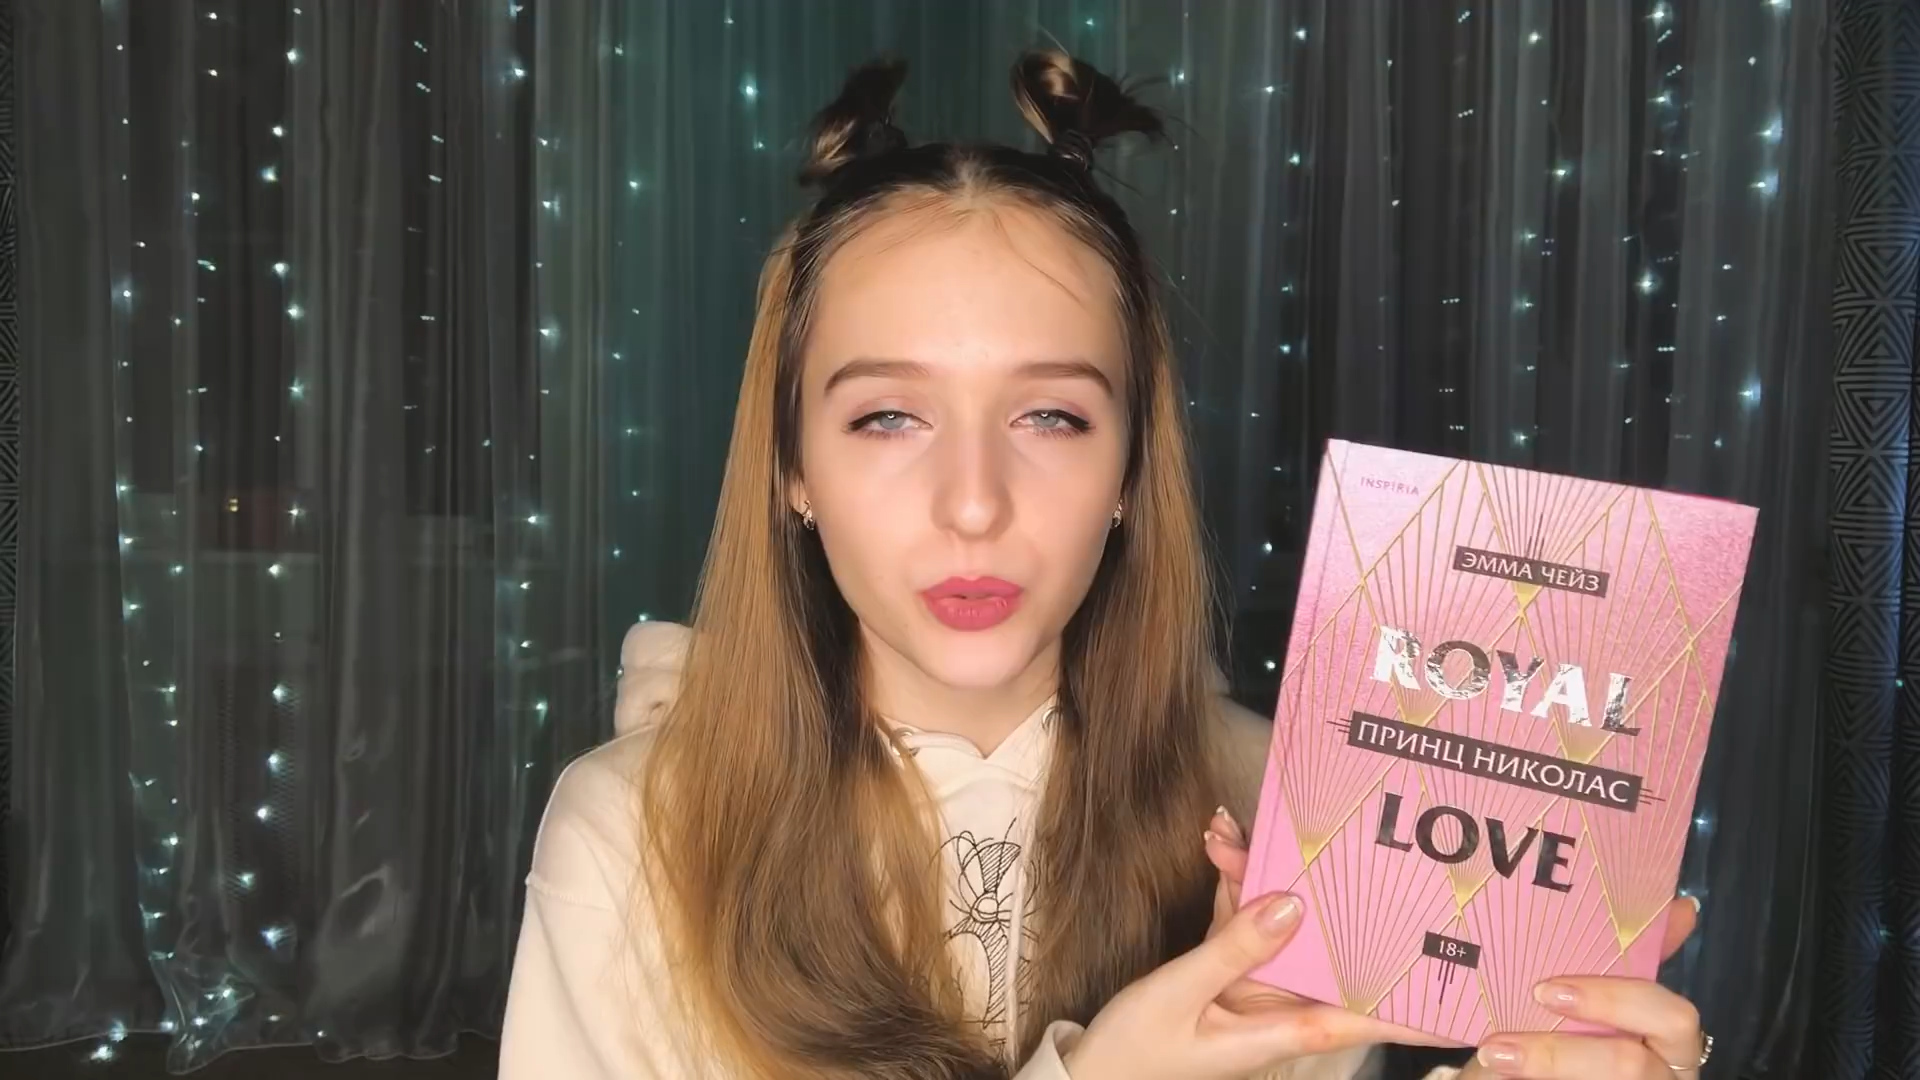 INSPIRIA
ЭММА ЧЕЙЗ
ROYAL
ПРИНЦ НИКОЛАС
LOVE
18+